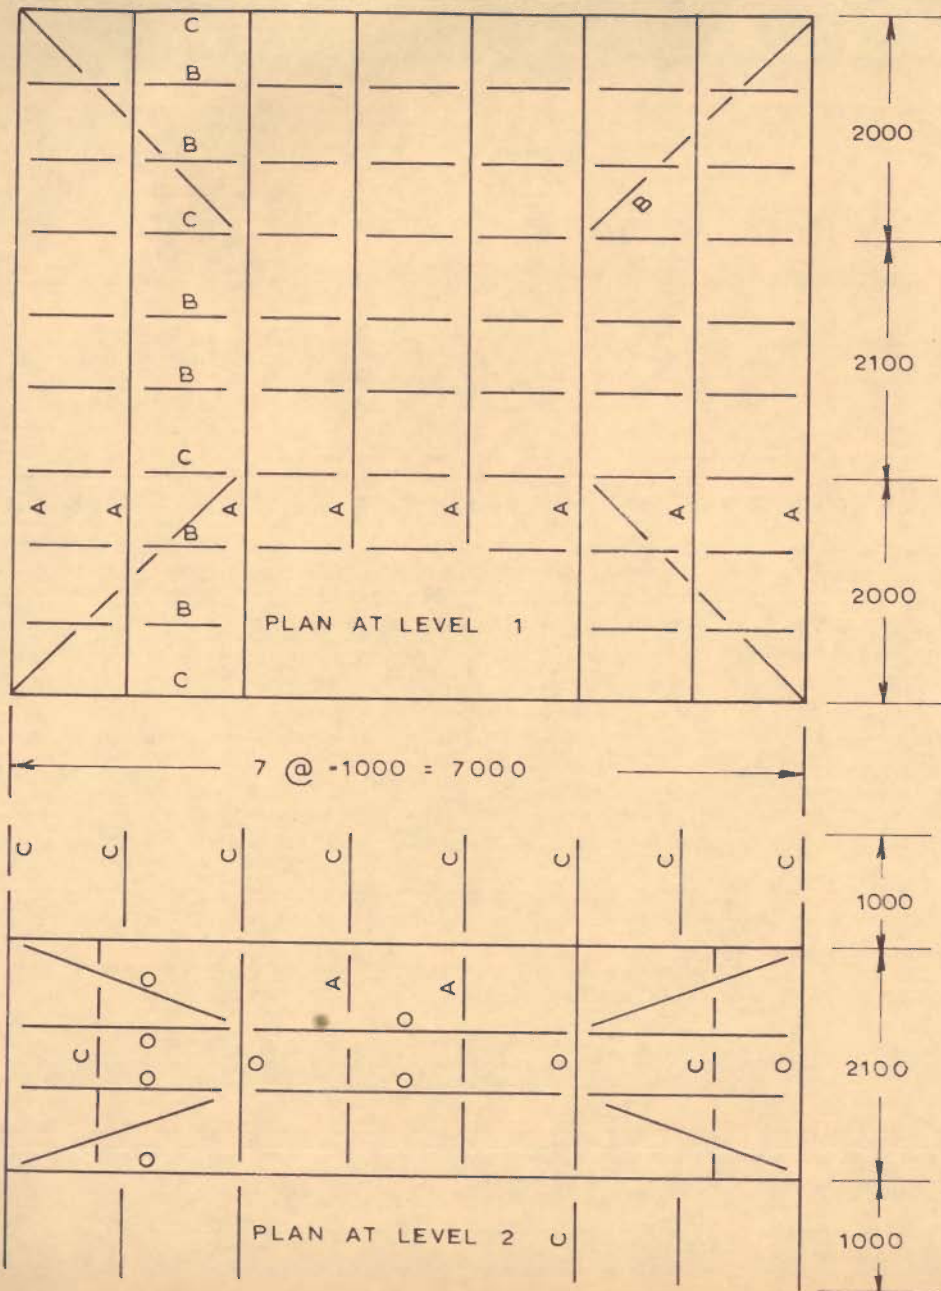 C
B
B
2000
C
B
B
B
2100
C
A A A A A A A A
B
B
2000
PLAN AT LEVEL 1
C
7 @ -1000 = 7000
C C C C C C C C
1000
A A
O
O
O
C O O O C O
2100
O O
O
PLAN AT LEVEL 2 C
1000